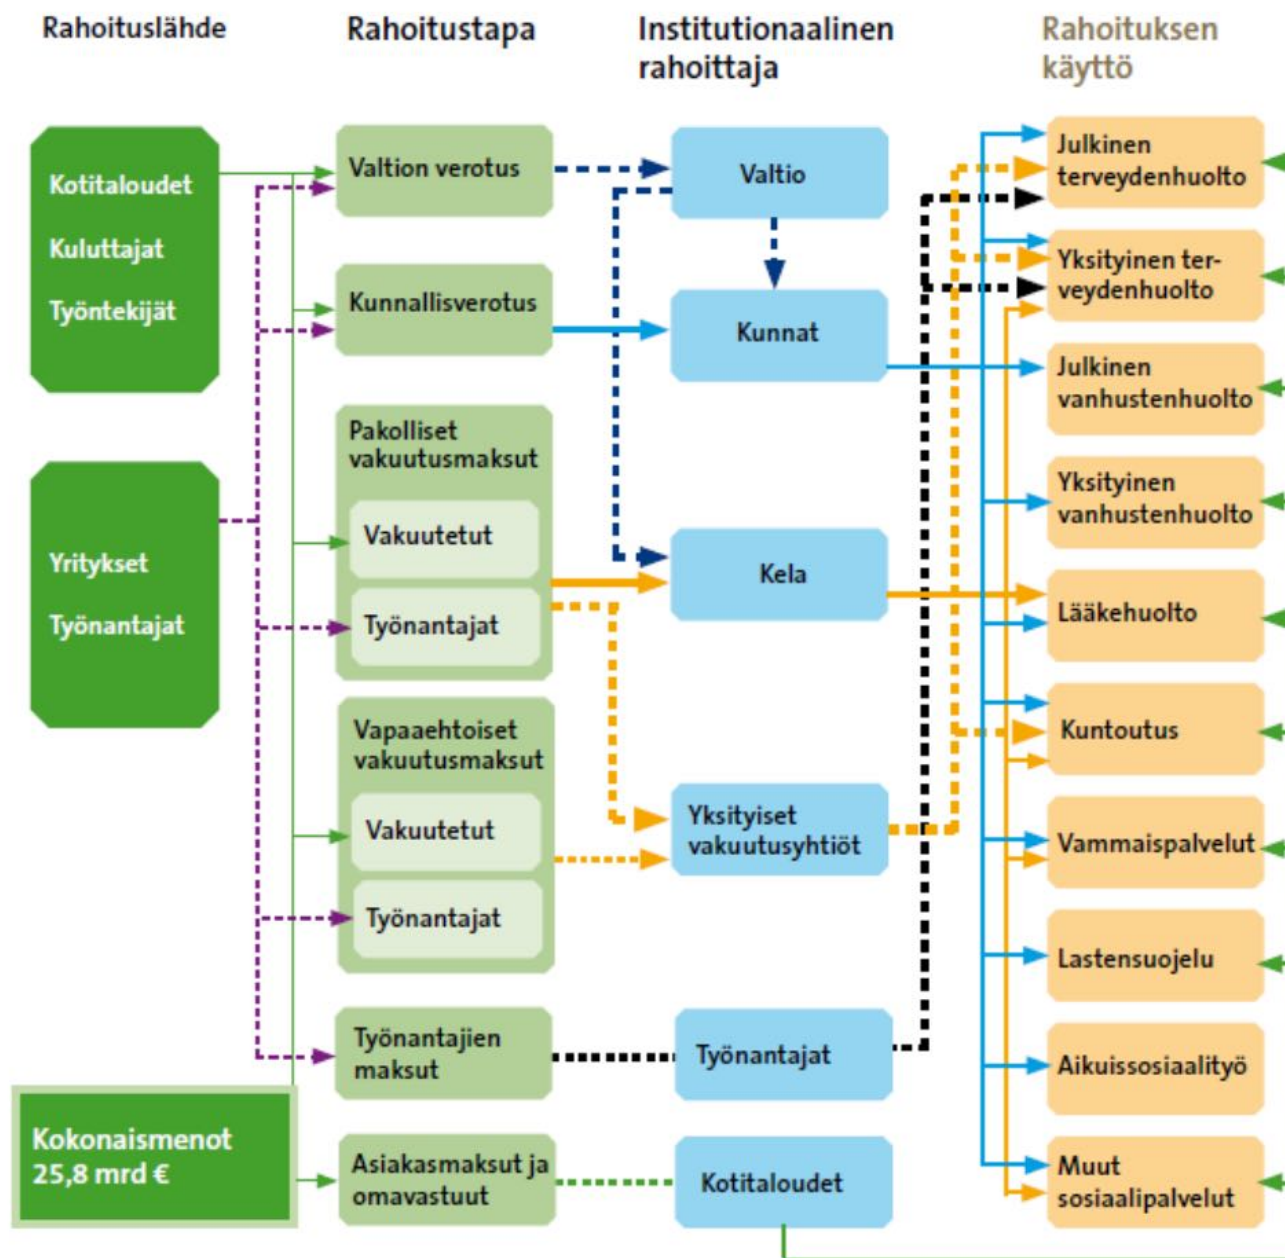 Rahoituslähde
Rahoitustapa
Institutionaalinen
rahoittaja
Rahoituksen
käyttö
Kotitaloudet
Kuluttajat
Työntekijät
Yritykset
Työnantajat
Kokonaismenot
25,8 mrd €
Valtion verotus
Kunnallisverotus
Pakolliset
vakuutusmaksut
Vakuutetut
Työnantajat
Vapaaehtoiset
vakuutusmaksut
Vakuutetut
Työnantajat
Työnantajien
maksut
Asiakasmaksut ja
omavastuut
Valtio
Kunnat
Kela
Yksityiset
vakuutusyhtiöt
Työnantajat
Kotitaloudet
Julkinen
terveydenhuolto
Yksityinen ter-
veydenhuolto
Julkinen
vanhustenhuolto
Yksityinen
vanhustenhuolto
Lääkehuolto
Kuntoutus
Vammaispalvelut
Lastensuojelu
Aikuissosiaalityö
Muut
sosiaalipalvelut